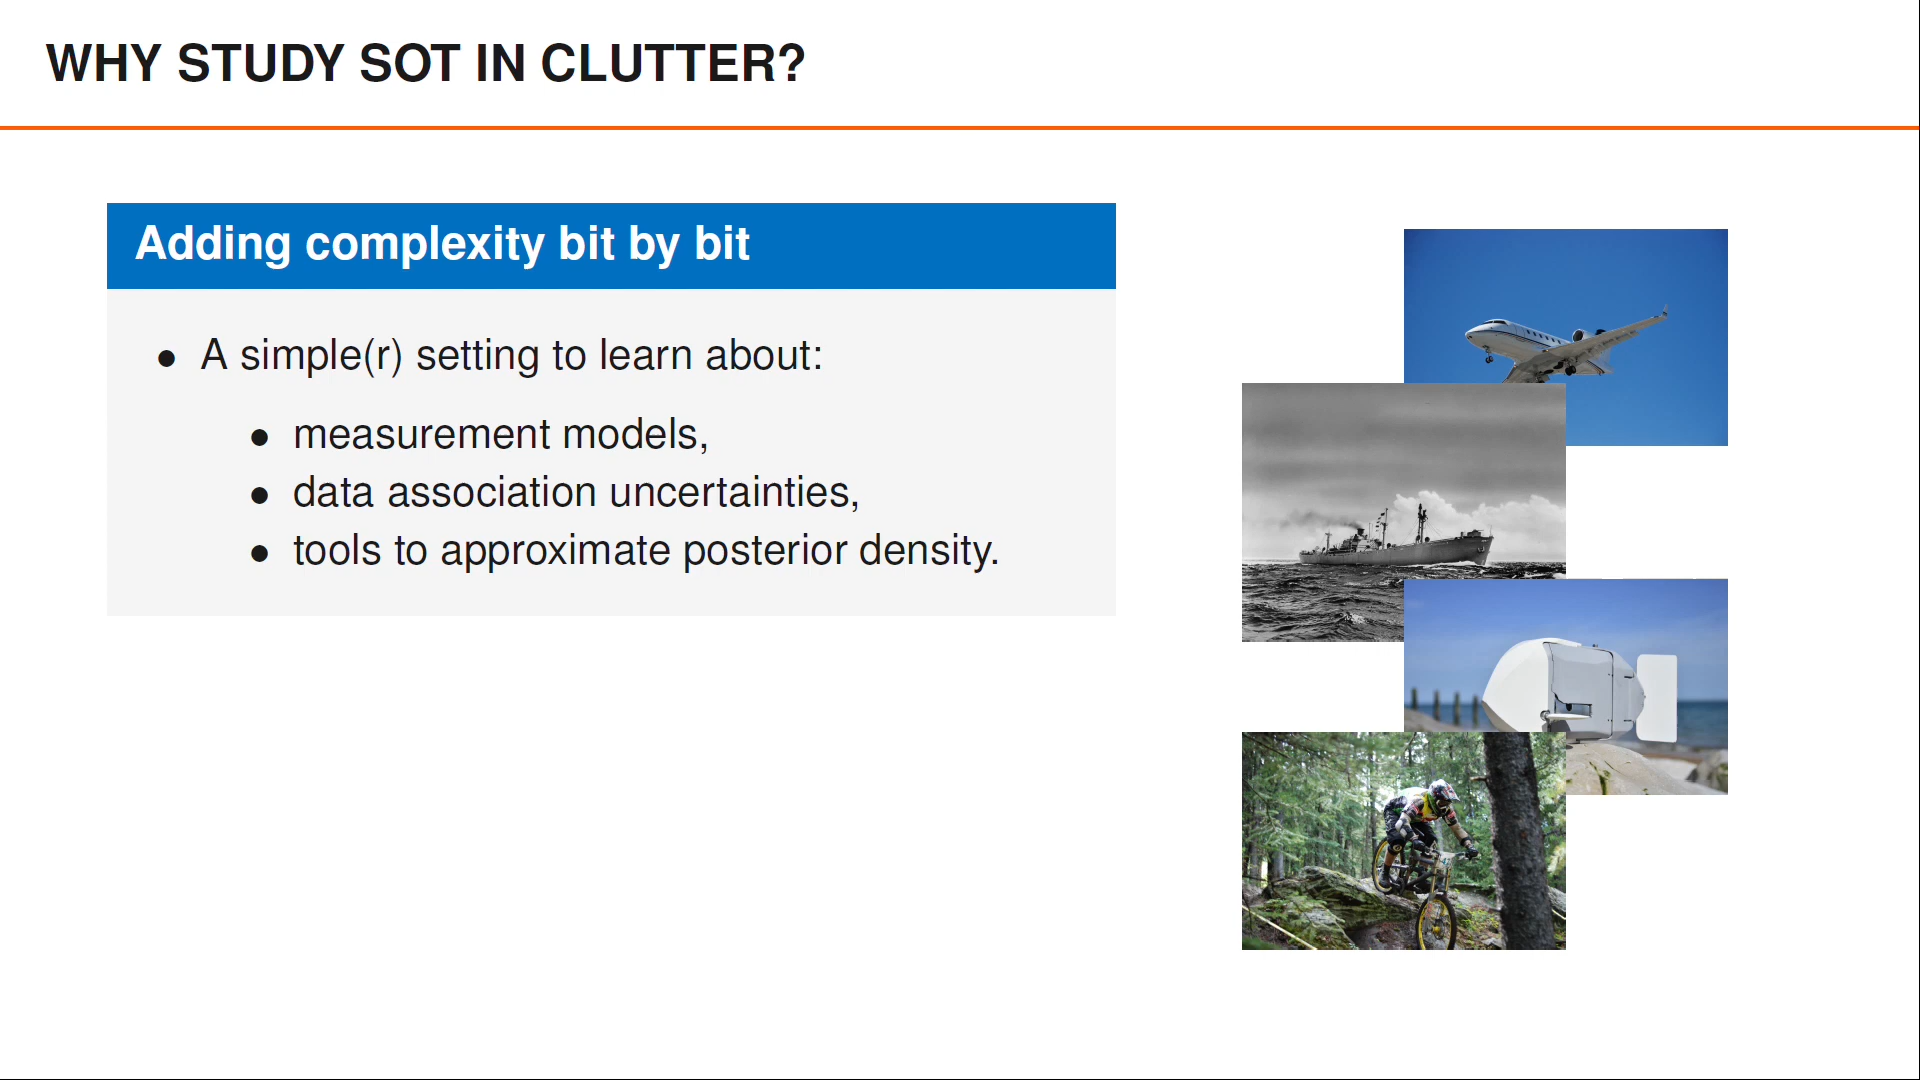 WHY STUDY SOT IN CLUTTER?
Adding complexity bit by bit
● A simple(r) setting to learn about:
● measurement models,
● data association uncertainties,
● tools to approximate posterior density.